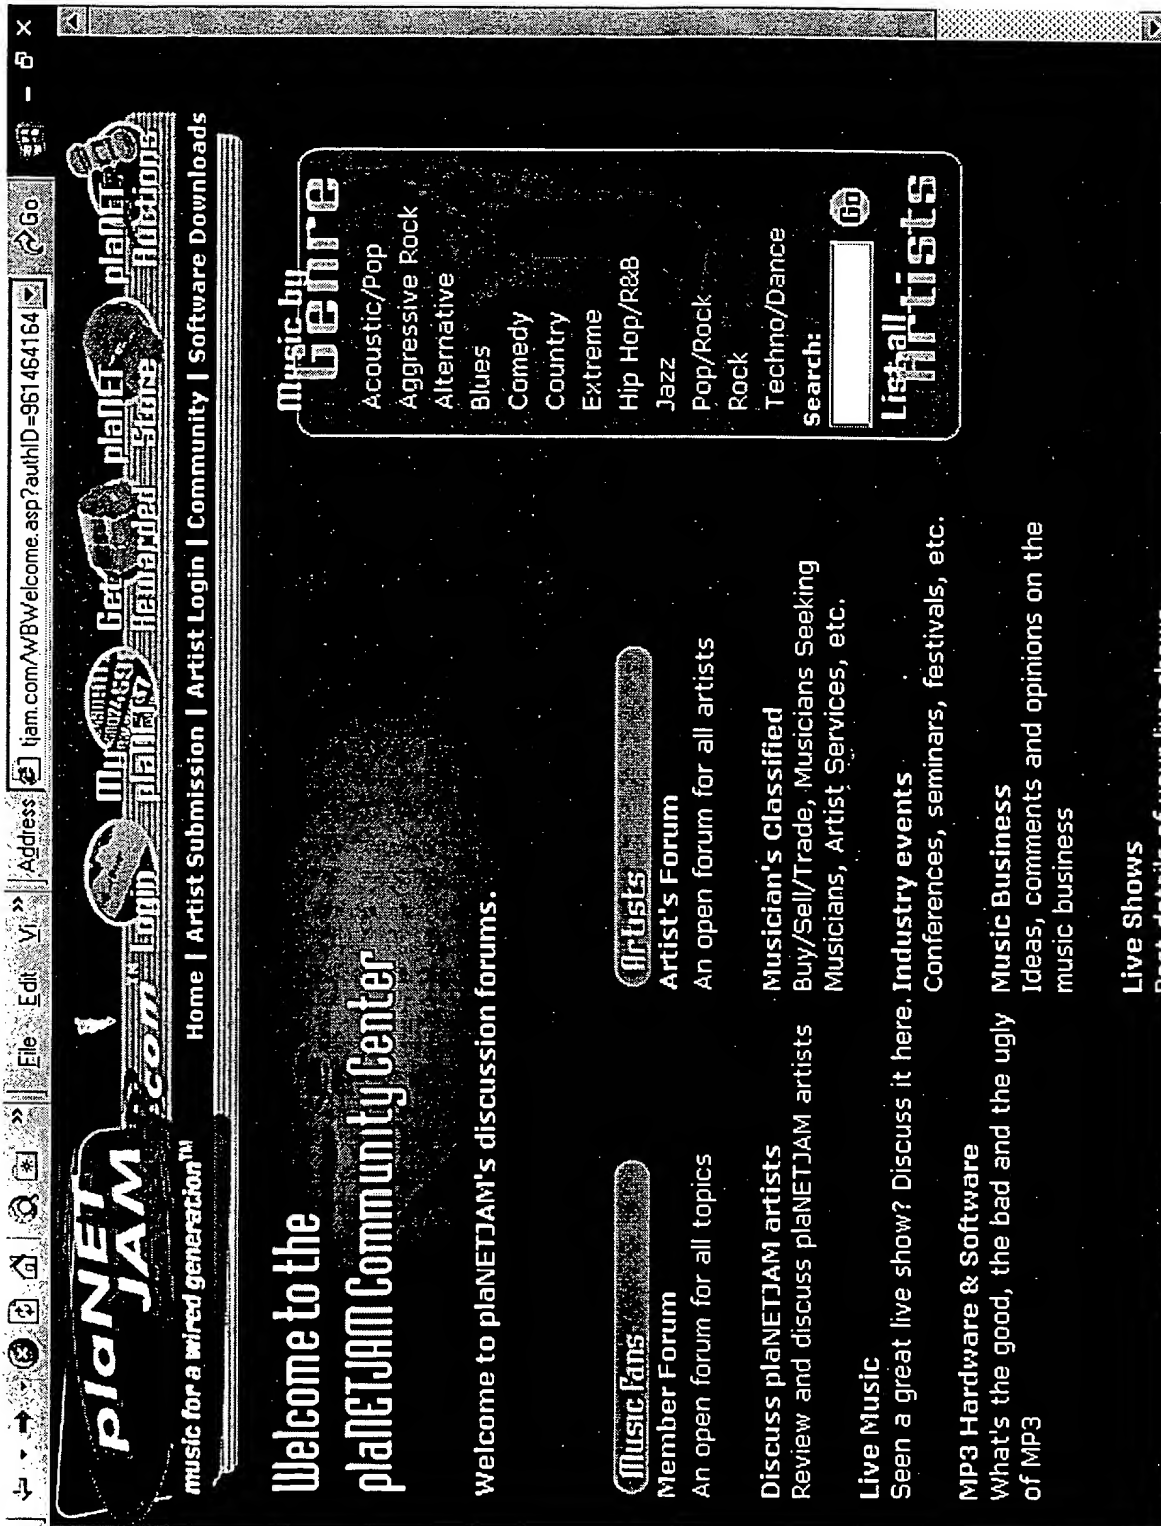 File Edit Vi » Address tjam.com/WBWelcome.asp?authID=961464164 Go
plaNET JAM .com™
music for a wired generation™
Login
plaNET
Get Rewarded
plaNET Store
plaNET Auctions
Home | Artist Submission | Artist Login | Community | Software Downloads
Welcome to the
plaNETJAM Community Center
Welcome to plaNETJAM's discussion forums.
Music Fans
Member Forum
An open forum for all topics
Discuss plaNETJAM artists
Review and discuss plaNETJAM artists
Live Music
Seen a great live show? Discuss it here.
MP3 Hardware & Software
What's the good, the bad and the ugly
of MP3
Artists
Artist's Forum
An open forum for all artists
Musician's Classified
Buy/Sell/Trade, Musicians Seeking
Musicians, Artist Services, etc.
Industry events
Conferences, seminars, festivals, etc.
Music Business
Ideas, comments and opinions on the
music business
Live Shows
Music by
Genre
Acoustic/Pop
Aggressive Rock
Alternative
Blues
Comedy
Country
Extreme
Hip Hop/R&B
Jazz
Pop/Rock
Rock
Techno/Dance
Search:
Go
List all
Artists